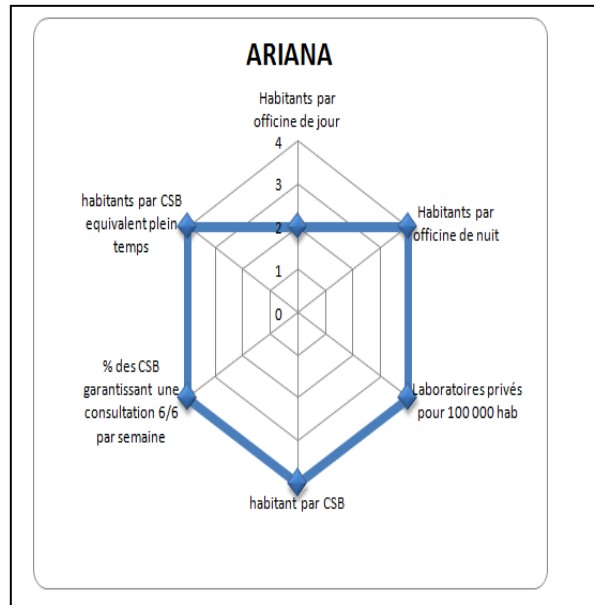 ARIANA
Habitants par
officine de jour
4
3
2
1
0
habitants par CSB
equivalent plein
temps
Habitants par
officine de nuit
% des CSB
garantissant une
consultation 6/6
par semaine
Laboratoires privés
pour 100 000 hab
habitant par CSB